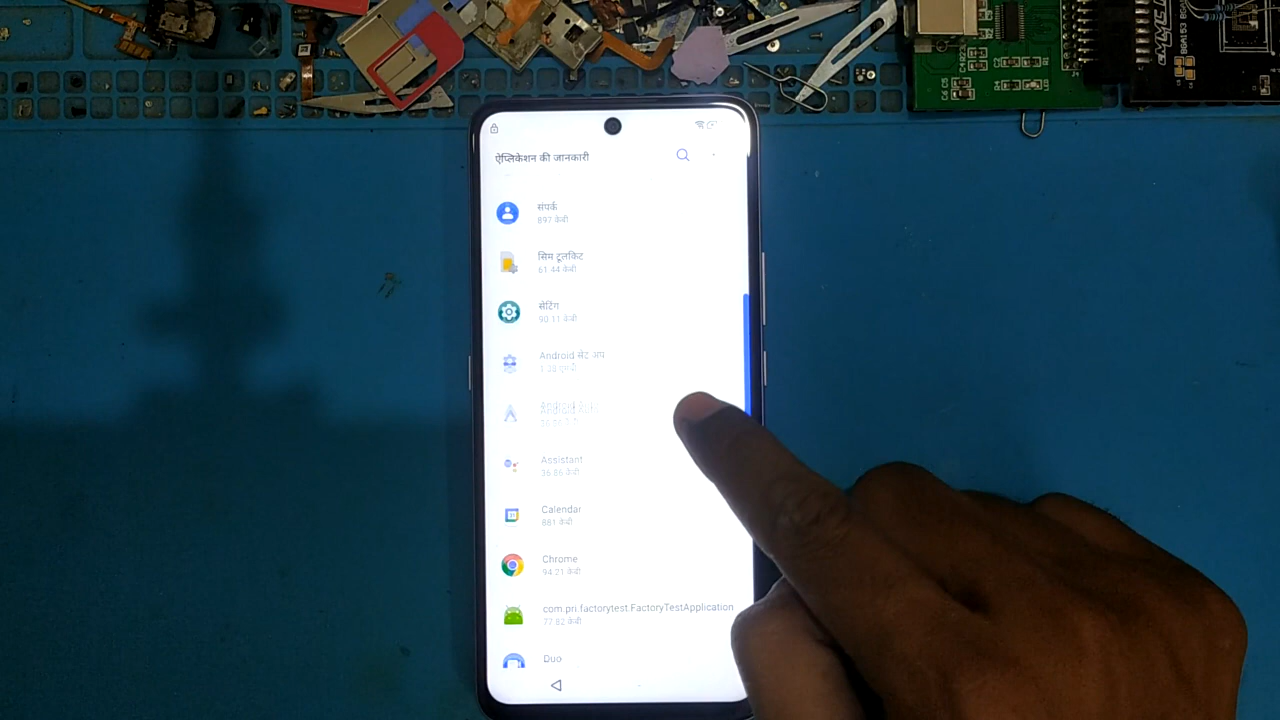 ऐप्लिकेशन की जानकारी
संपर्क
897 केबी
सिम टूलकिट
61.44 केबी
सेटिंग
90.11 केबी
Android सेट अप
Assistant
36.86 केबी
Calendar
881 केबी
Chrome
94.21 केबी
com.pri.factorytest.FactoryTestApplication
77.82 केबी
Duo